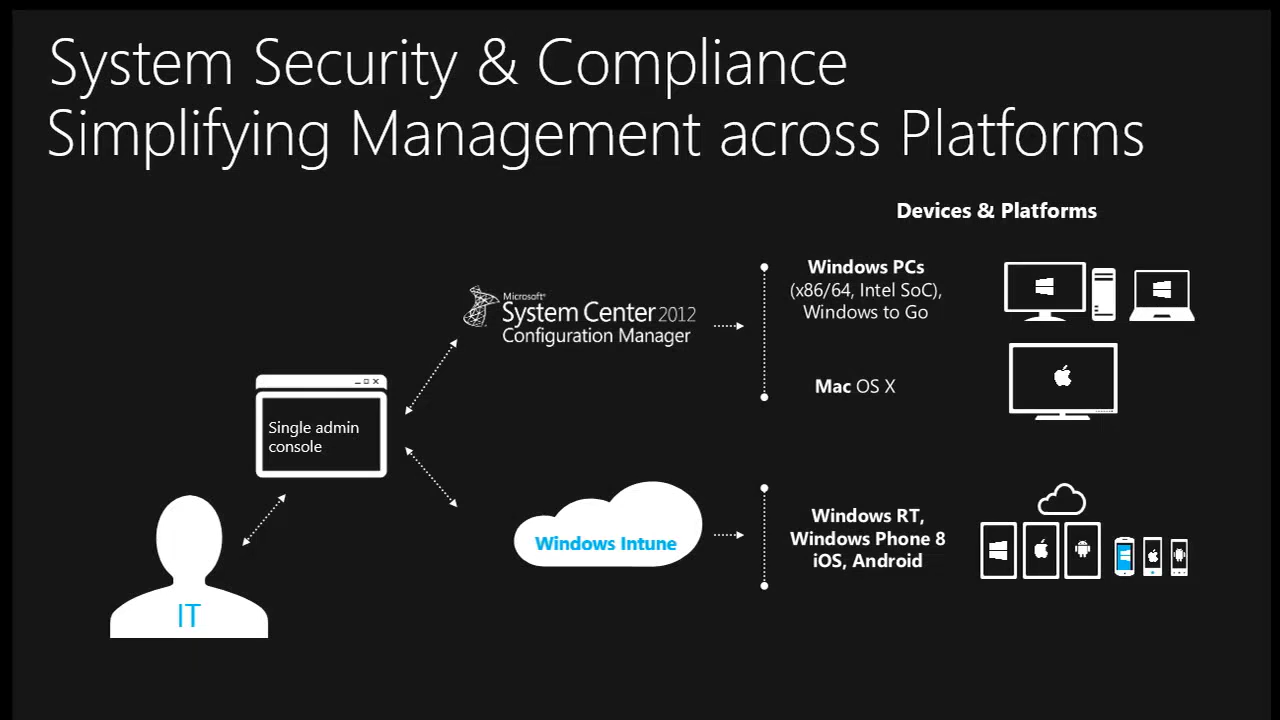 System Security & Compliance
Simplifying Management across Platforms
Devices & Platforms
Windows PCs
(x86/64, Intel SoC),
Windows to Go
Microsoft®
System Center 2012
Configuration Manager
Mac OS X
Single admin
console
Windows Intune
Windows RT,
Windows Phone 8
iOS, Android
IT